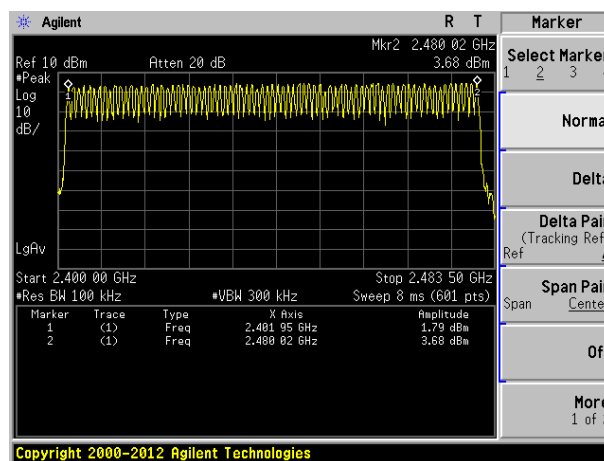 Agilent R T
Mkr2 2.480 02 GHz
Ref 10 dBm Atten 20 dB 3.68 dBm
#Peak
Log
10
dB/
1
2
LgAv
Start 2.400 00 GHz Stop 2.483 50 GHz
#Res BW 100 kHz #VBW 300 kHz Sweep 8 ms (601 pts)
Marker Trace Type X Axis Amplitude
1 (1) Freq 2.401 95 GHz 1.79 dBm
2 (1) Freq 2.480 02 GHz 3.68 dBm
Copyright 2000-2012 Agilent Technologies
Marker
Select Marker
1 2 3
Norma
Delta
Delta Pair
(Tracking Ref
Ref
Span Pair
Span Cente
Of
More
1 of